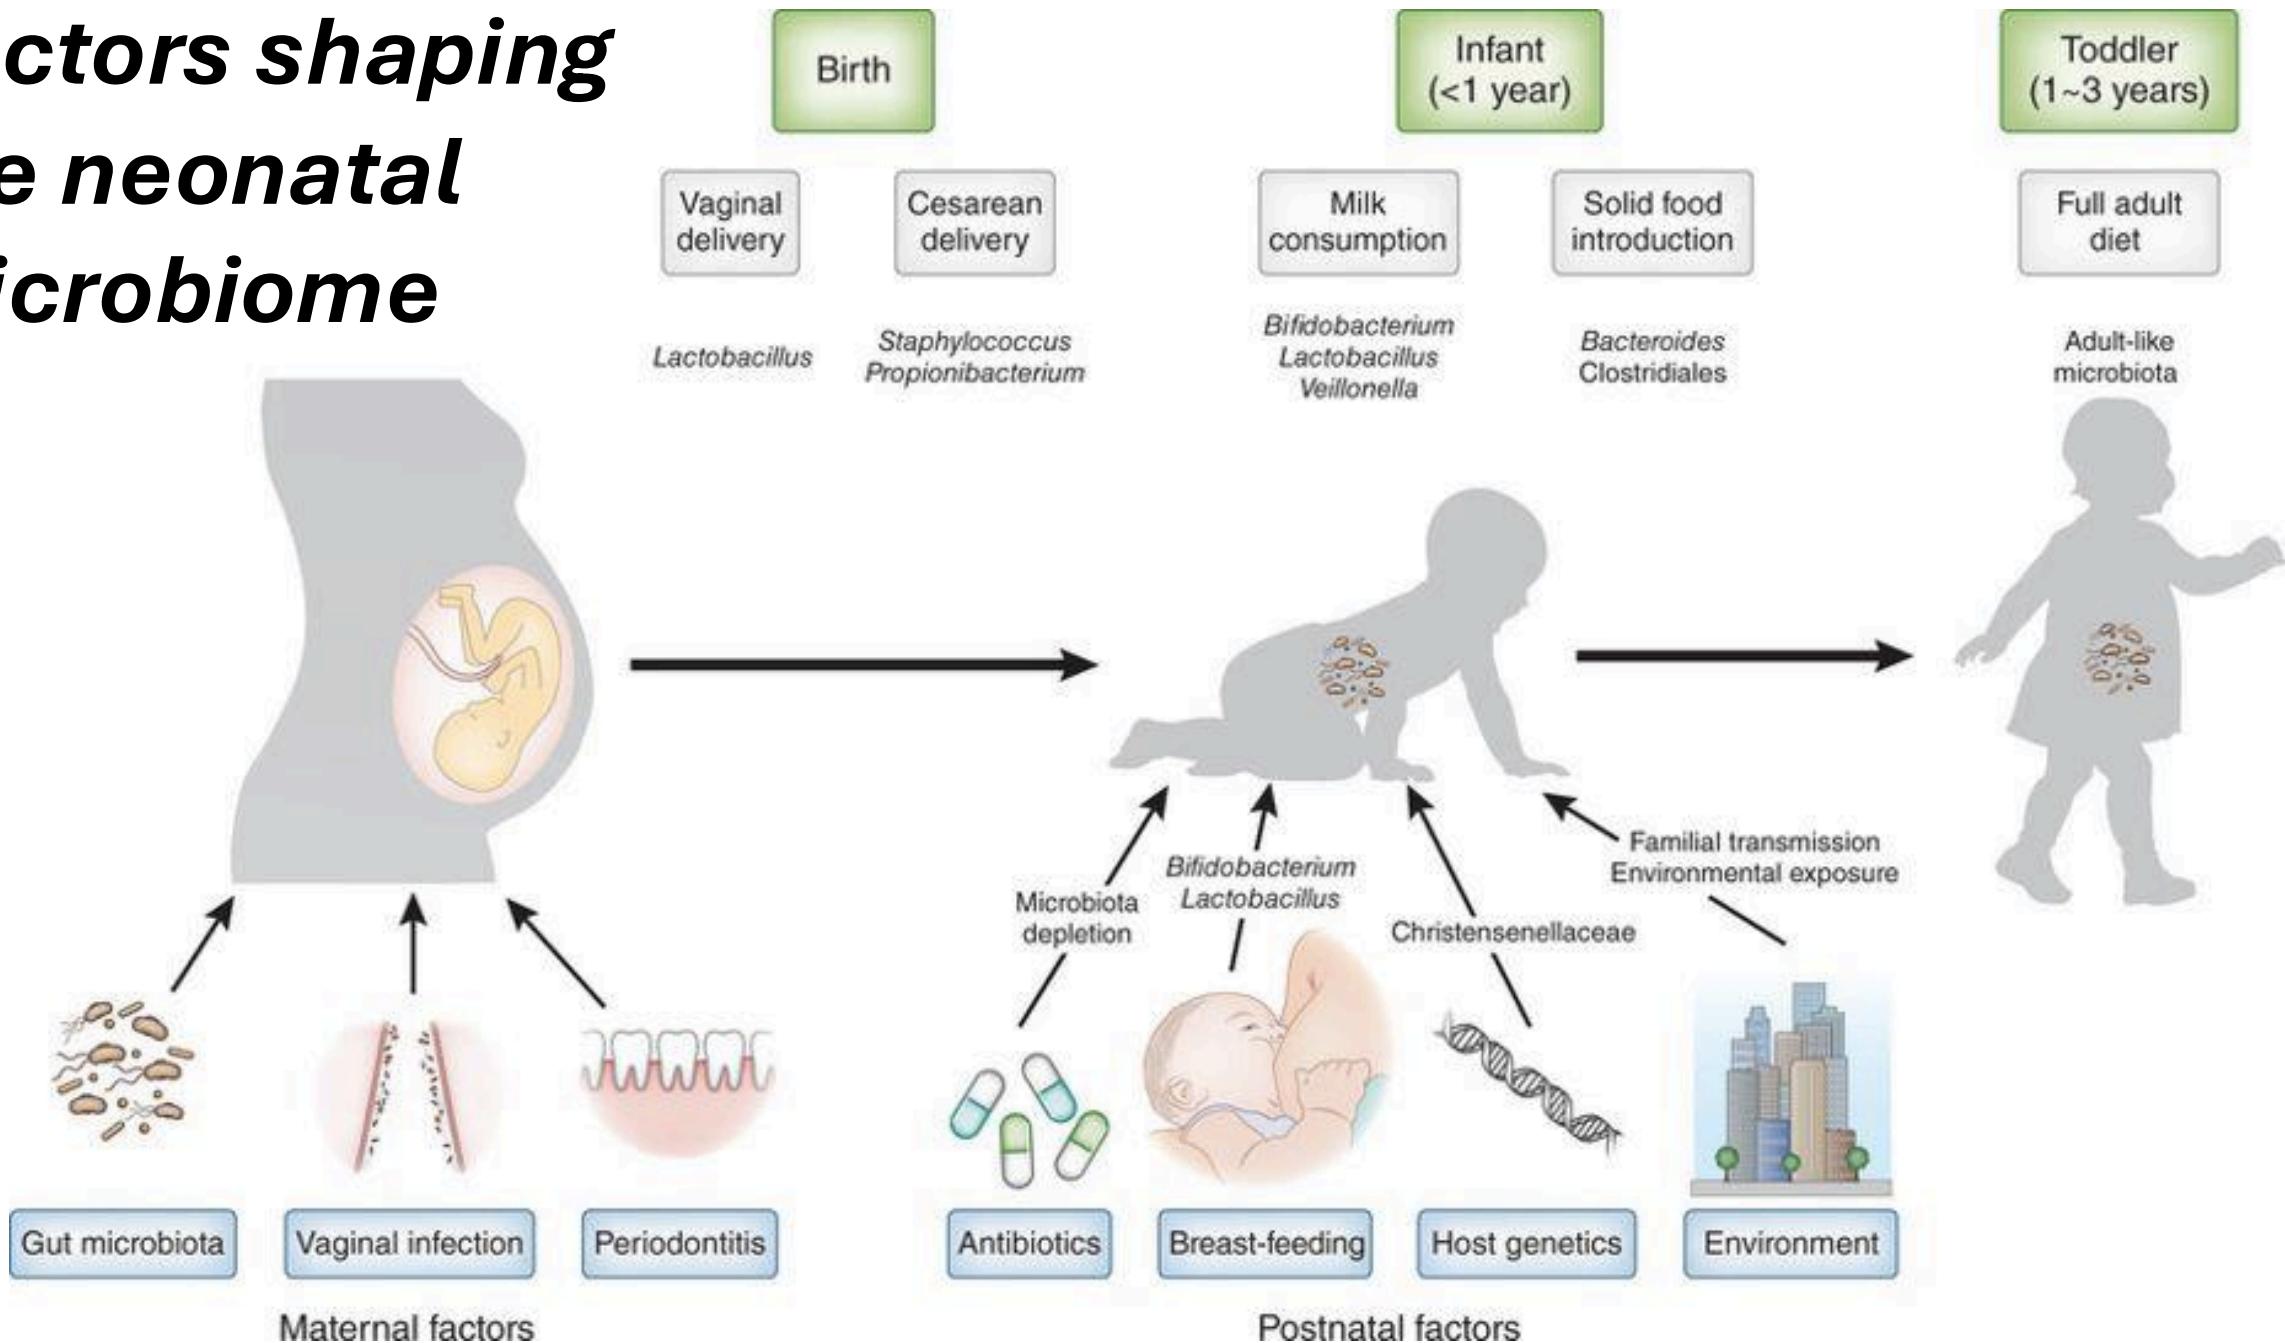 ctors shaping
e neonatal
icrobiome
Birth
Infant
(<1 year)
Toddler
(1~3 years)
Vaginal
delivery
Cesarean
delivery
Milk
consumption
Solid food
introduction
Full adult
diet
Lactobacillus
Staphylococcus
Propionibacterium
Bifidobacterium
Lactobacillus
Veillonella
Bacteroides
Clostridiales
Adult-like
microbiota
Microbiota
depletion
Bifidobacterium
Lactobacillus
Christensenellaceae
Familial transmission
Environmental exposure
Gut microbiota
Vaginal infection
Periodontitis
Antibiotics
Breast-feeding
Host genetics
Environment
Maternal factors
Postnatal factors